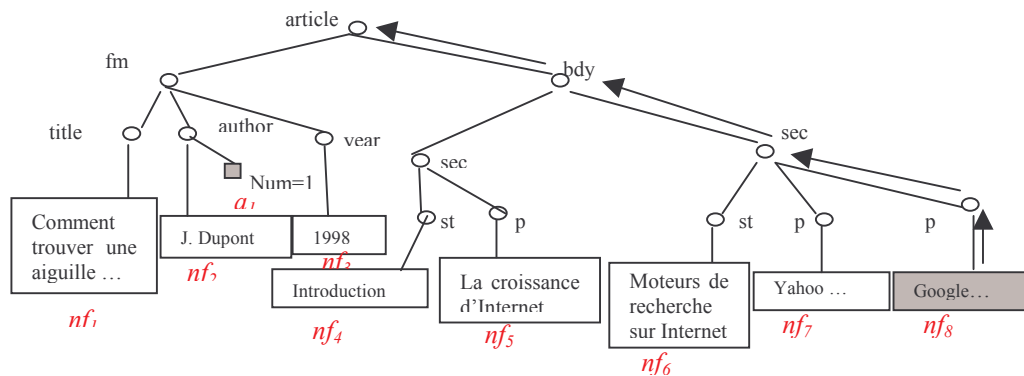 article
fm
bdy
title
author
year
sec
sec
Num=1
a1
st
p
st
p
p
Comment
trouver une
aiguille …
J. Dupont
1998
Introduction
La croissance
d'Internet
Moteurs de
recherche
sur Internet
Yahoo …
Google…
nf1
nf2
nf3
nf4
nf5
nf6
nf7
nf8